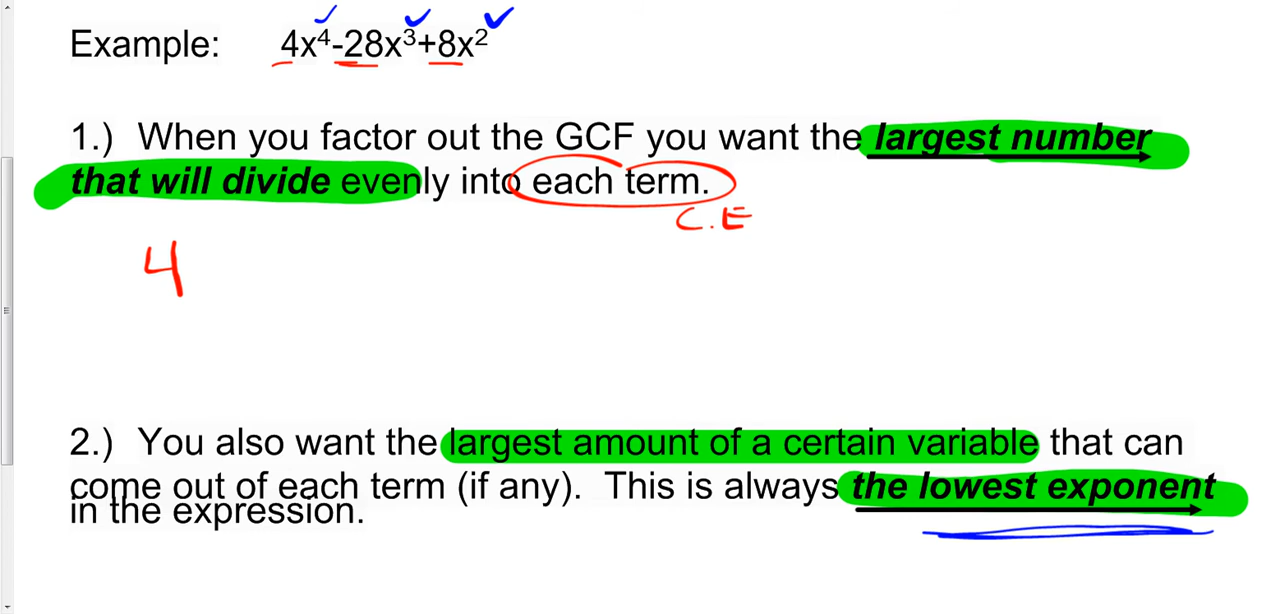 Example: 4x⁴-28x³+8x²
1.) When you factor out the GCF you want the largest number
that will divide evenly into each term.
C.E
4
2.) You also want the largest amount of a certain variable that can
come out of each term (if any). This is always the lowest exponent
in the expression.